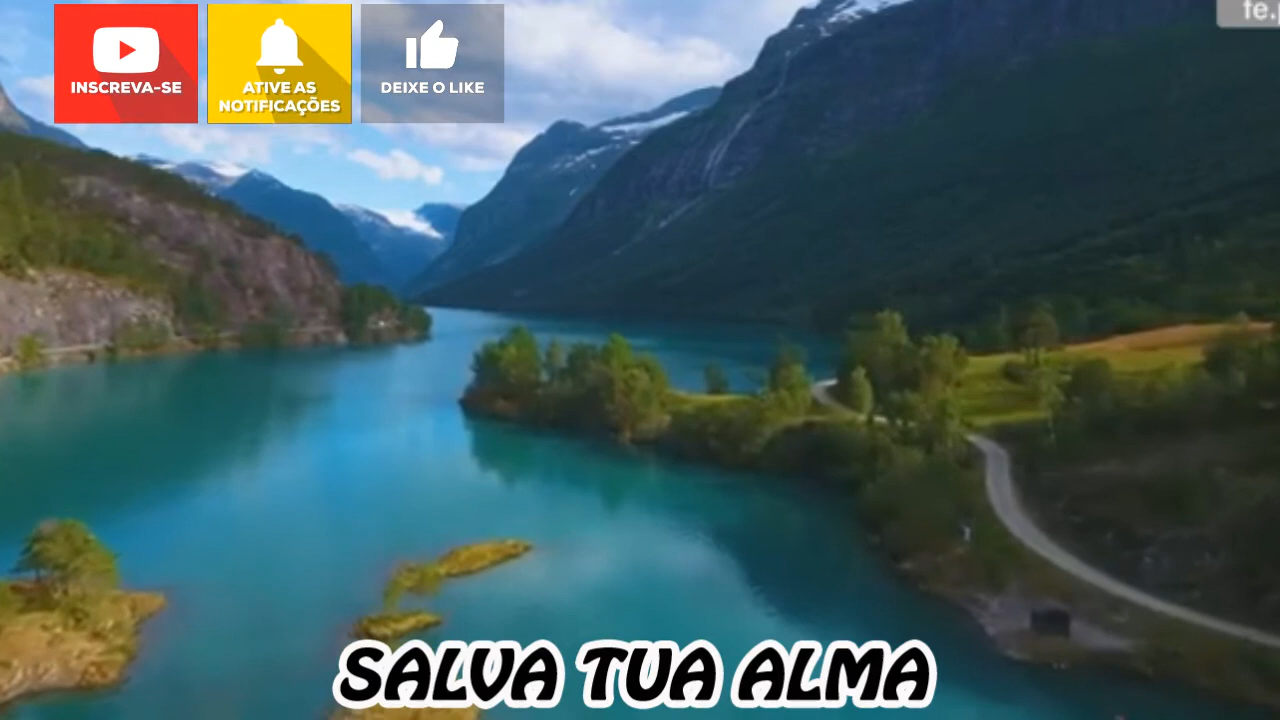 INSCREVA-SE
ATIVE AS
NOTIFICAÇÕES
DEIXE O LIKE
SALVA TUA ALMA